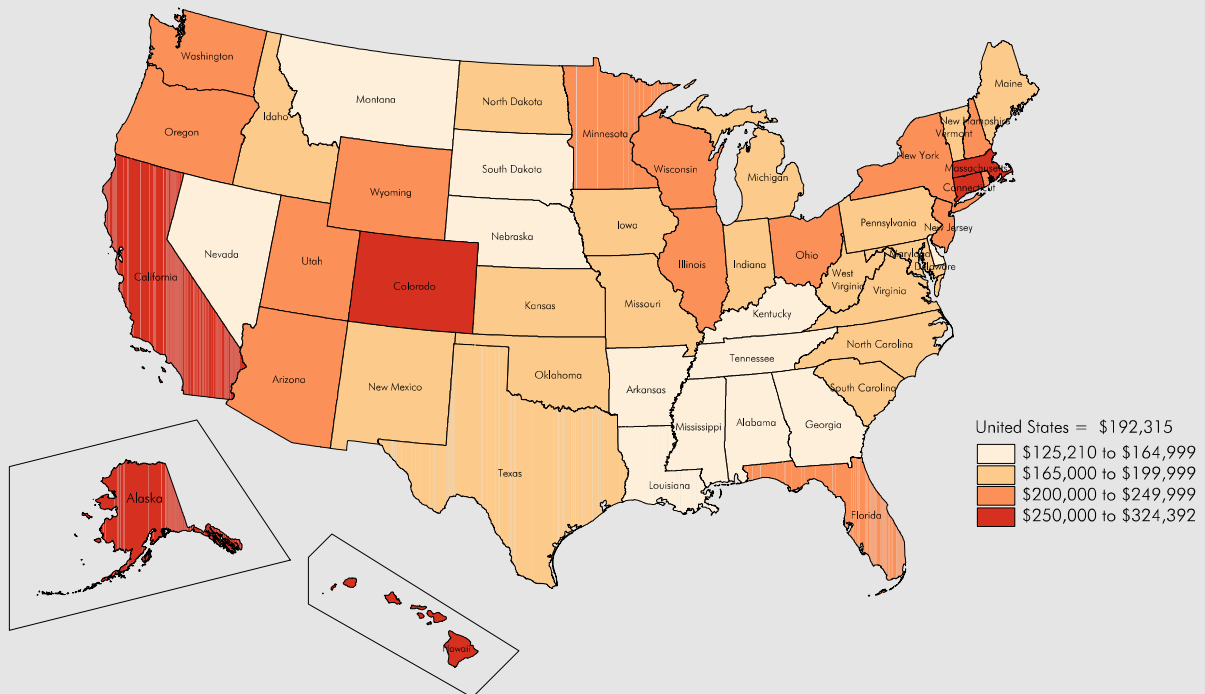 Washington
Montana
North Dakota
Minnesota
Maine
Idaho
Oregon
New Hampshire
Vermont
South Dakota
Wisconsin
New York
Massachusetts
Michigan
Connecticut
Wyoming
Iowa
Pennsylvania
New Jersey
Nebraska
Nevada
Utah
Illinois
Indiana
Ohio
Maryland
Delaware
California
Colorado
West
Virginia
Virginia
Kansas
Missouri
Kentucky
North Carolina
Tennessee
Arizona
New Mexico
Oklahoma
Arkansas
South Carolina
Mississippi
Alabama
Georgia
Texas
Louisiana
Florida
Alaska
Hawaii
United States = $192,315
$125,210 to $164,999
$165,000 to $199,999
$200,000 to $249,999
$250,000 to $324,392